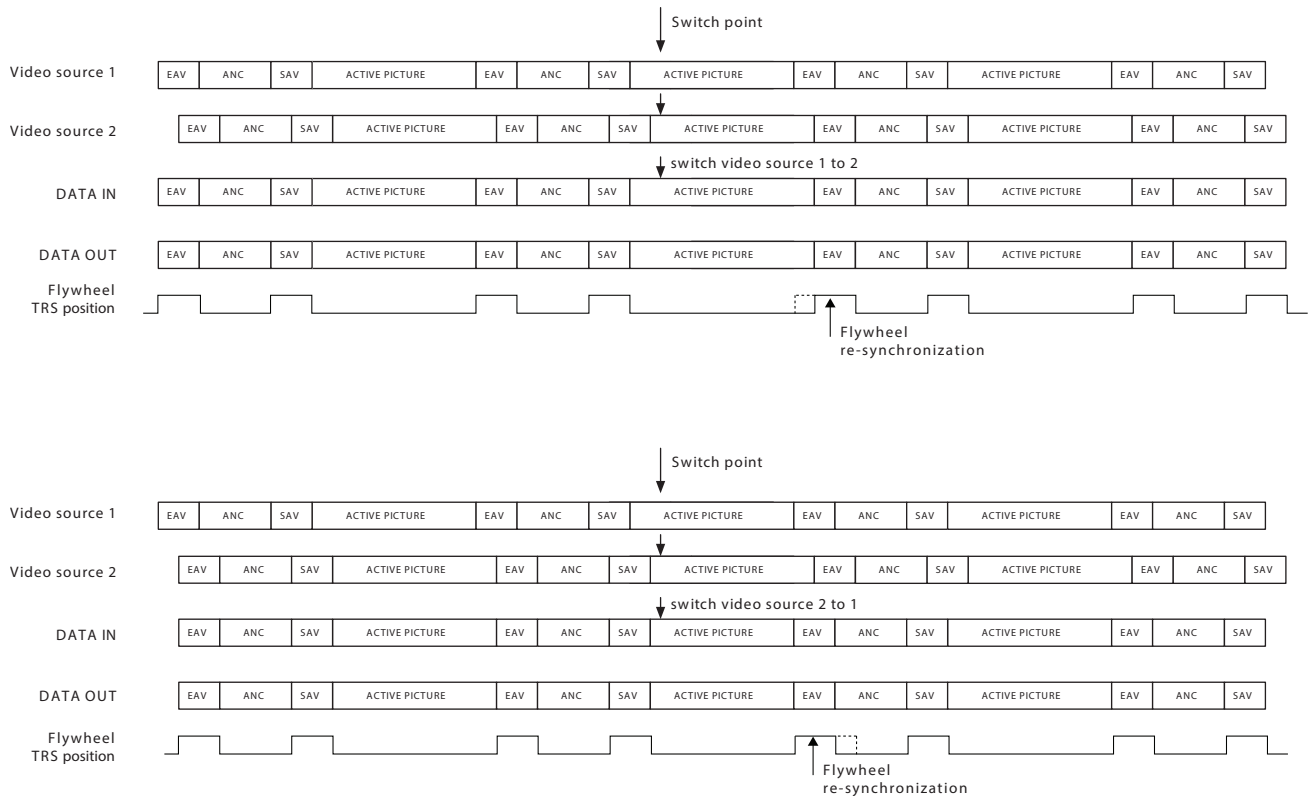 Switch point
Video source 1 EAV ANC SAV ACTIVE PICTURE EAV ANC SAV ACTIVE PICTURE EAV ANC SAV ACTIVE PICTURE EAV ANC SAV
Video source 2 EAV ANC SAV ACTIVE PICTURE EAV ANC SAV ACTIVE PICTURE EAV ANC SAV ACTIVE PICTURE EAV ANC SAV
switch video source 1 to 2
DATA IN EAV ANC SAV ACTIVE PICTURE EAV ANC SAV ACTIVE PICTURE EAV ANC SAV ACTIVE PICTURE EAV ANC SAV
DATA OUT EAV ANC SAV ACTIVE PICTURE EAV ANC SAV ACTIVE PICTURE EAV ANC SAV ACTIVE PICTURE EAV ANC SAV
Flywheel
TRS position
Flywheel
re-synchronization
Switch point
Video source 1 EAV ANC SAV ACTIVE PICTURE EAV ANC SAV ACTIVE PICTURE EAV ANC SAV ACTIVE PICTURE EAV ANC SAV
Video source 2 EAV ANC SAV ACTIVE PICTURE EAV ANC SAV ACTIVE PICTURE EAV ANC SAV ACTIVE PICTURE EAV ANC SAV
switch video source 2 to 1
DATA IN EAV ANC SAV ACTIVE PICTURE EAV ANC SAV ACTIVE PICTURE EAV ANC SAV ACTIVE PICTURE EAV ANC SAV
DATA OUT EAV ANC SAV ACTIVE PICTURE EAV ANC SAV ACTIVE PICTURE EAV ANC SAV ACTIVE PICTURE EAV ANC SAV
Flywheel
TRS position
Flywheel
re-synchronization